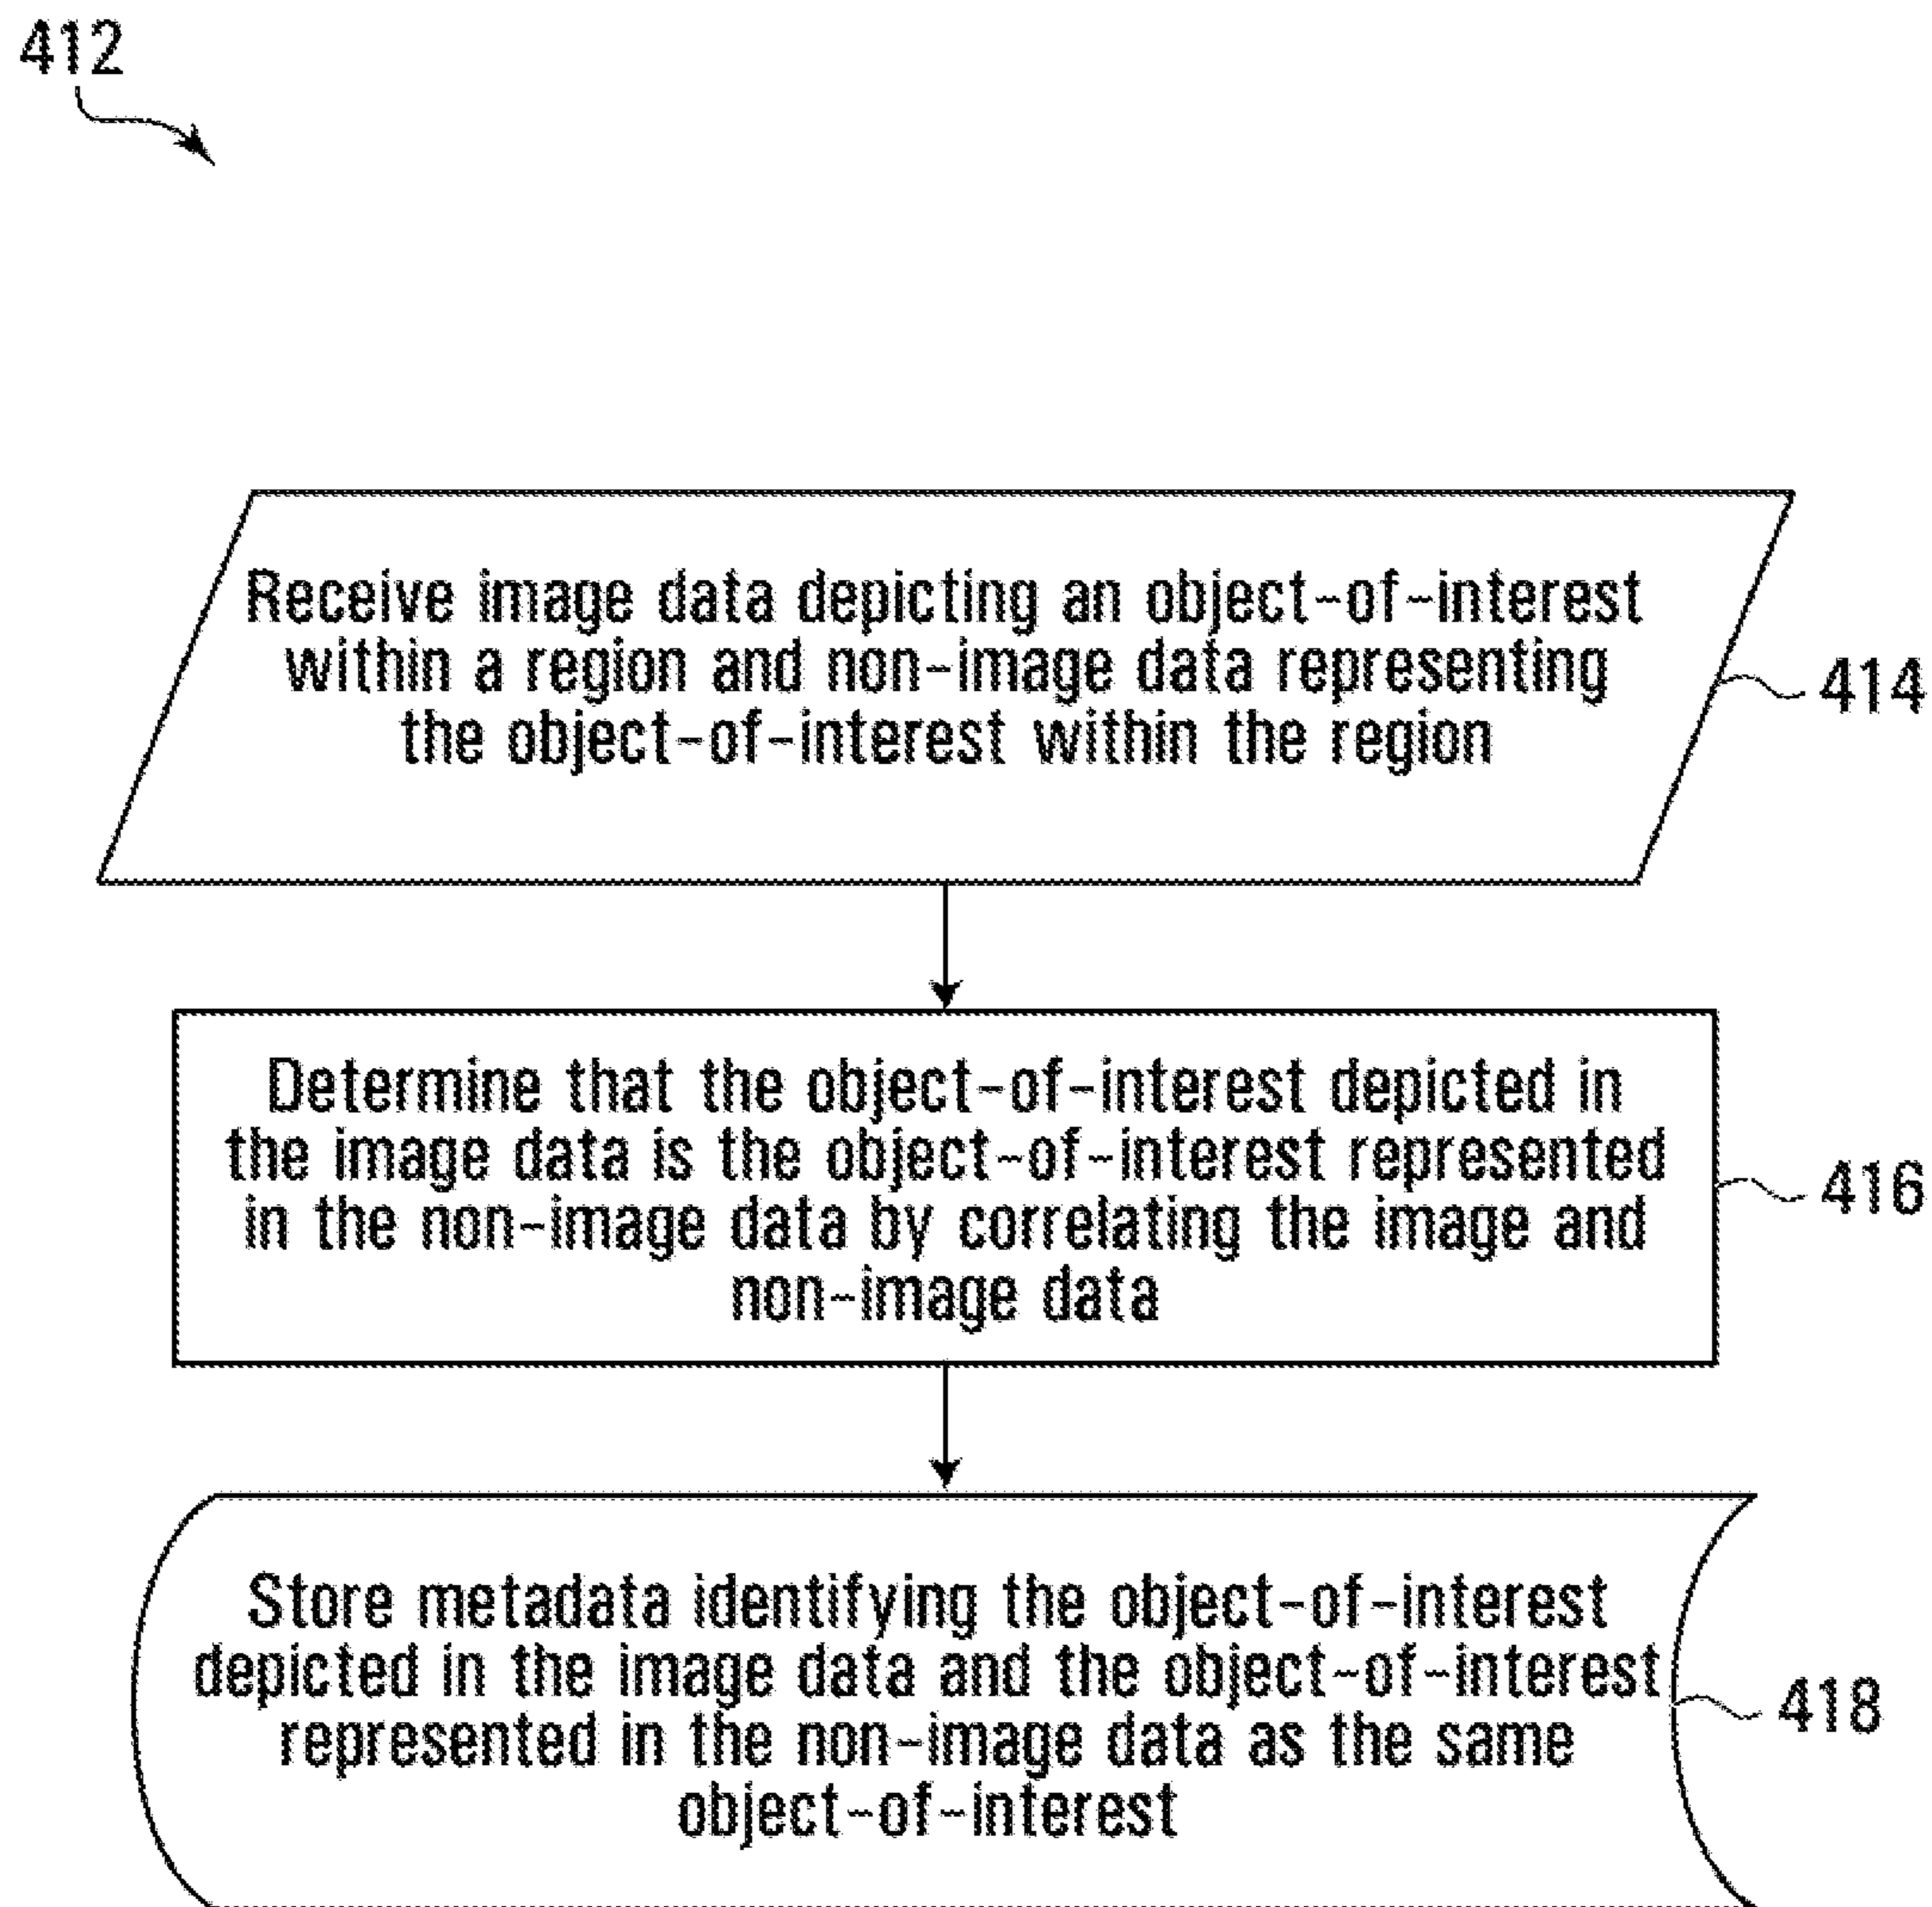 412
Receive image data depicting an object-of-interest
within a region and non-image data representing
the object-of-interest within the region
414
Determine that the object-of-interest depicted in
the image data is the object-of-interest represented
in the non-image data by correlating the image and
non-image data
416
Store metadata identifying the object-of-interest
depicted in the image data and the object-of-interest
represented in the non-image data as the same
object-of-interest
418